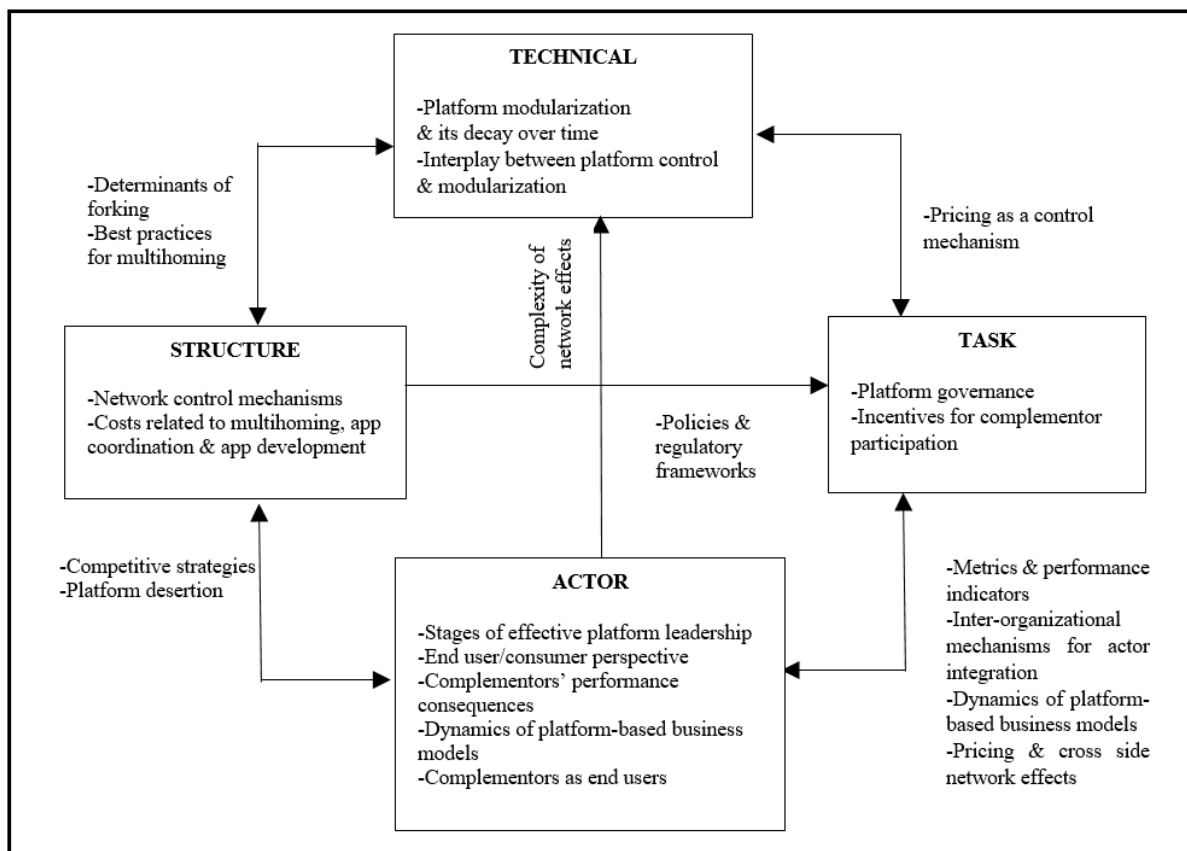 TECHNICAL
-Platform modularization
& its decay over time
-Interplay between platform control
& modularization
-Determinants of
forking
-Best practices
for multihoming
-Pricing as a control
mechanism
Complexity of
network effects
STRUCTURE
-Network control mechanisms
-Costs related to multihoming, app
coordination & app development
TASK
-Platform governance
-Incentives for complementor
participation
-Policies &
regulatory
frameworks
-Competitive strategies
-Platform desertion
ACTOR
-Stages of effective platform leadership
-End user/consumer perspective
-Complementors’ performance
consequences
-Dynamics of platform-based business
models
-Complementors as end users
-Metrics & performance
indicators
-Inter-organizational
mechanisms for actor
integration
-Dynamics of platform-
based business models
-Pricing & cross side
network effects